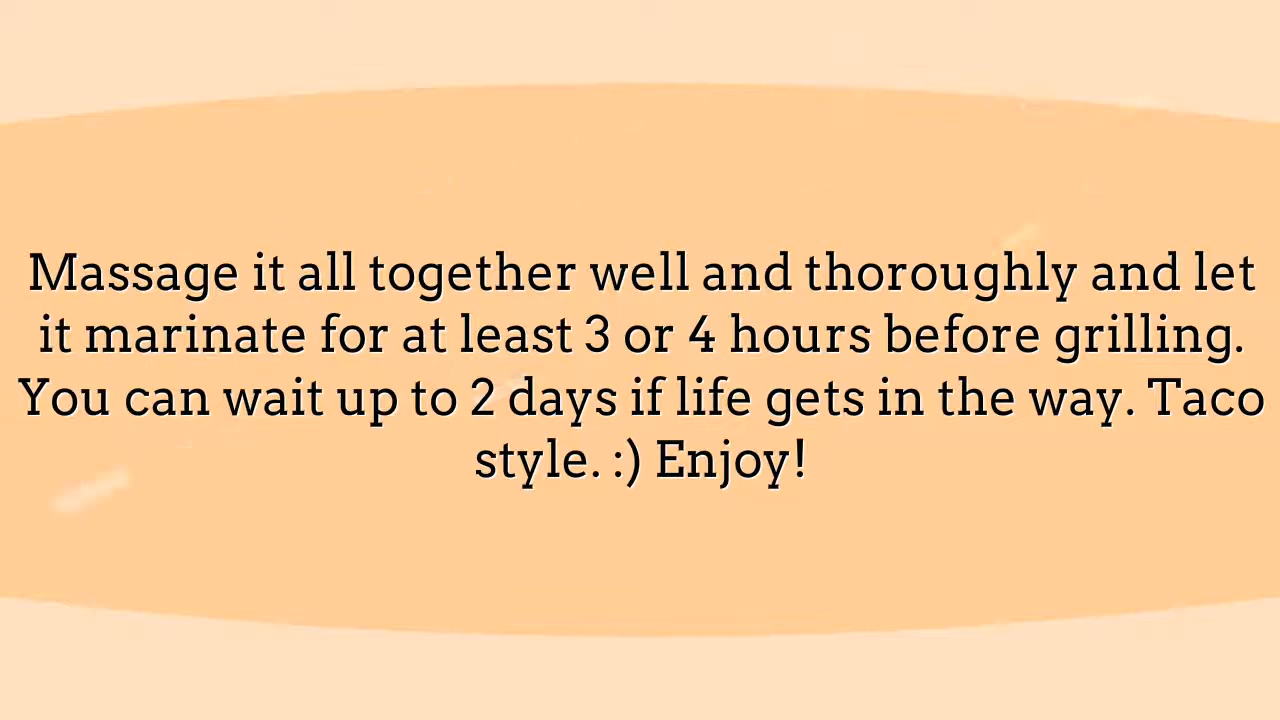 Massage it all together well and thoroughly and let
it marinate for at least 3 or 4 hours before grilling.
You can wait up to 2 days if life gets in the way. Taco
style. :) Enjoy!